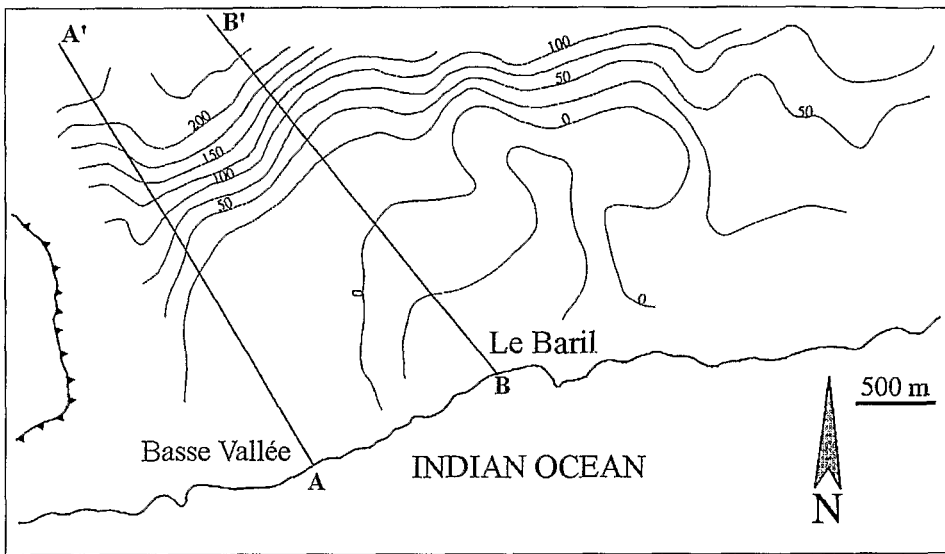 B'
A'
100
50
50
200
0
150
100
50
0
0
Le Baril
B
500 m
Basse Vallée
A
INDIAN OCEAN
N